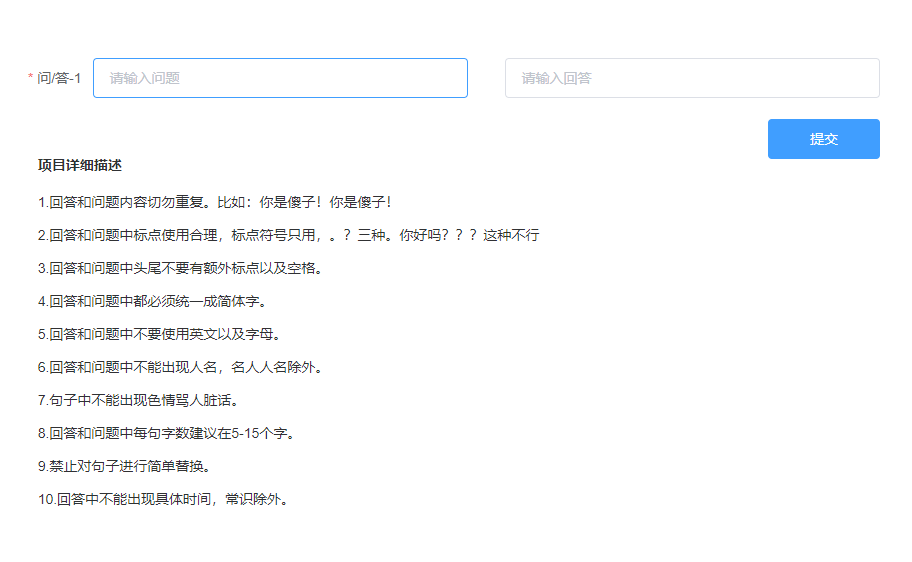 * 问/答-1 请输入问题 请输入回答
提交
项目详细描述
1.回答和问题内容切勿重复。比如：你是傻子！你是傻子！
2.回答和问题中标点使用合理，标点符号只用，。？三种。你好吗？？？这种不行
3.回答和问题中头尾不要有额外标点以及空格。
4.回答和问题中都必须统一成简体字。
5.回答和问题中不要使用英文以及字母。
6.回答和问题中不能出现人名，名人人名除外。
7.句子中不能出现色情骂人脏话。
8.回答和问题中每句字数建议在5-15个字。
9.禁止对句子进行简单替换。
10.回答中不能出现具体时间，常识除外。